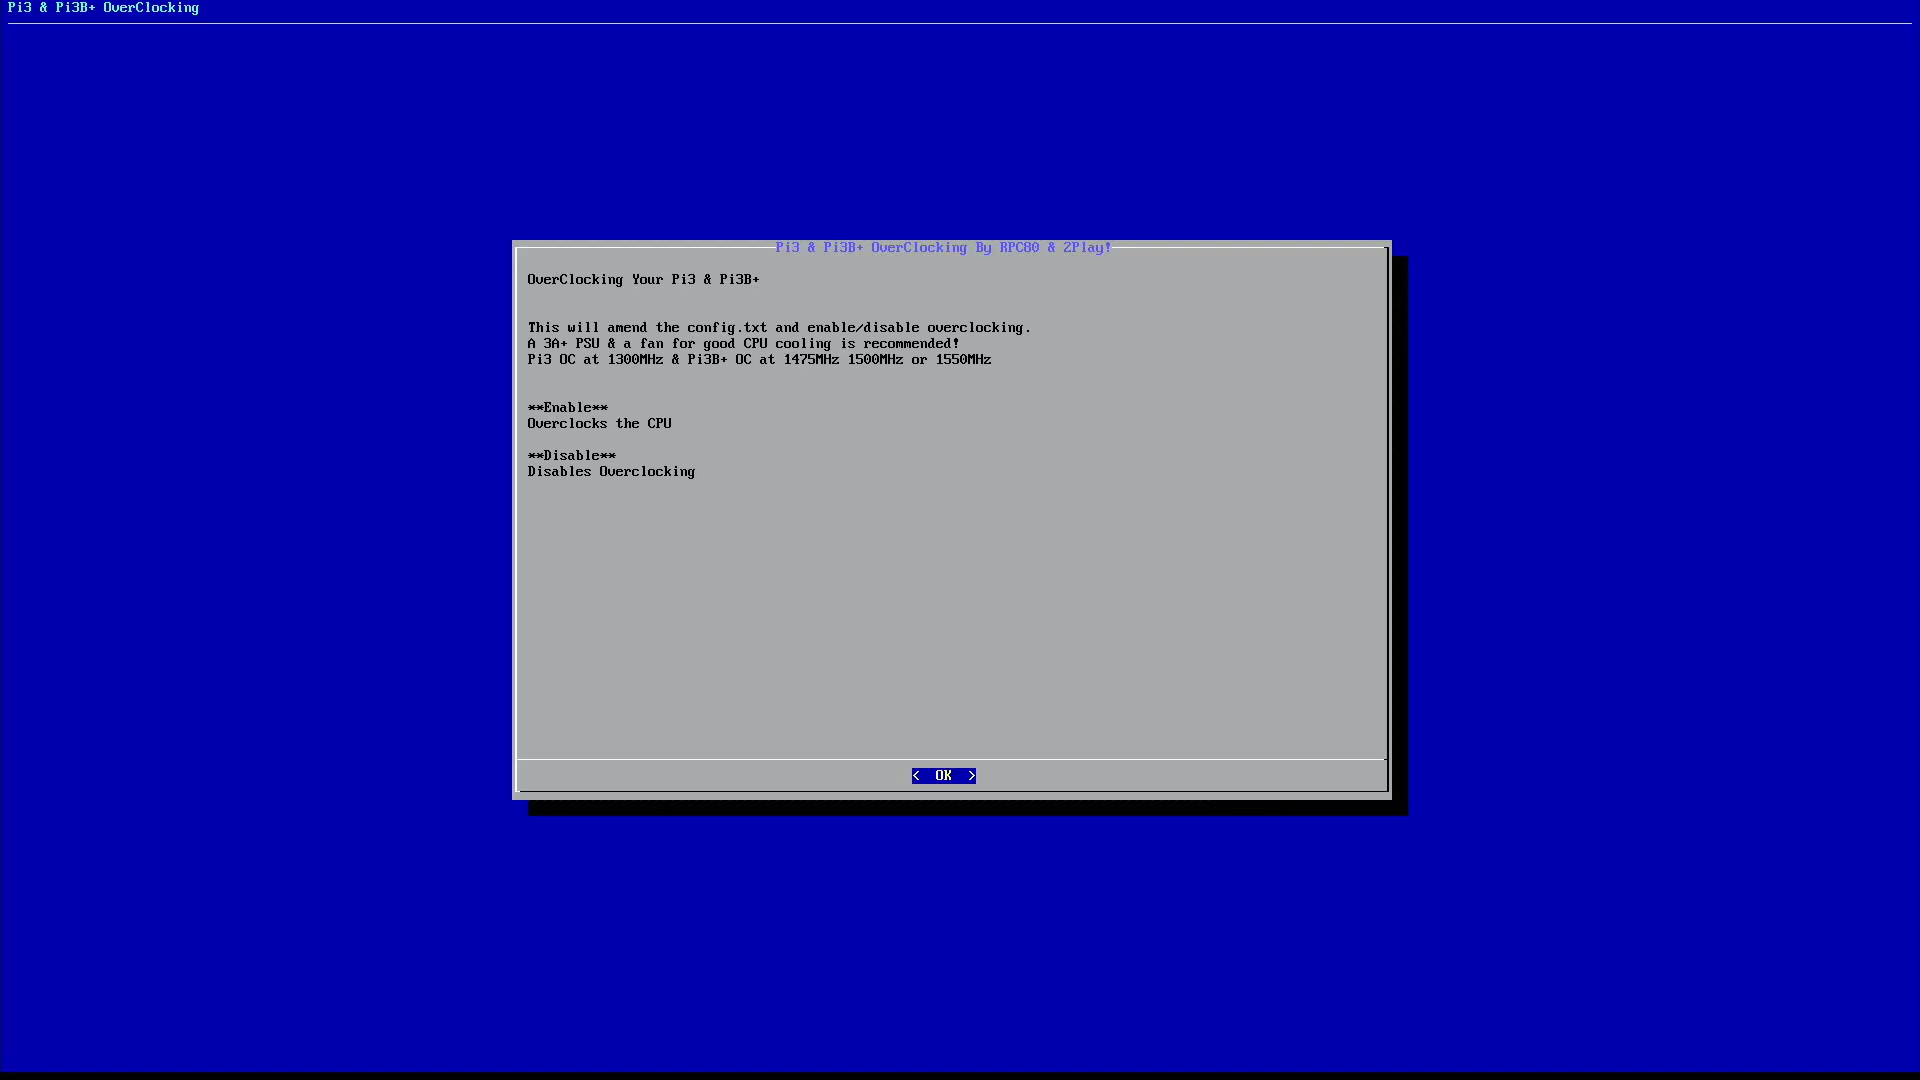 Pi3 & Pi3B+ OverClocking
Pi3 & Pi3B+ OverClocking By RPC80 & 2Play!
OverClocking Your Pi3 & Pi3B+
This will amend the config.txt and enable/disable overclocking.
A 3A+ PSU & a fan for good CPU cooling is recommended!
Pi3 OC at 1300MHz & Pi3B+ OC at 1475MHz 1500MHz or 1550MHz
**Enable**
Overclocks the CPU
**Disable**
Disables Overclocking
<  OK  >